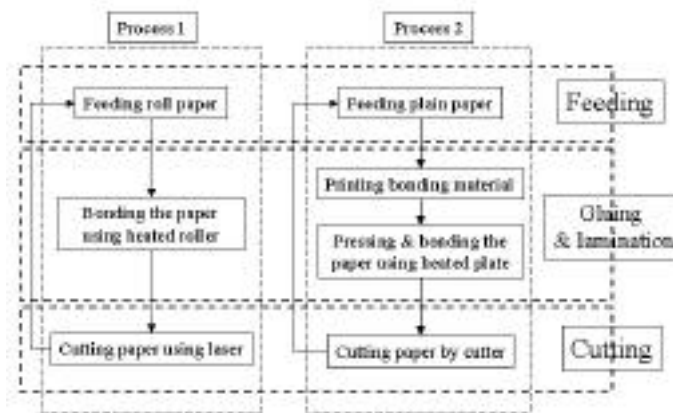 Process 1
Process 2
Feeding roll paper
Feeding plain paper
Feeding
Printing bonding material
Bonding the paper
using heated roller
Pressing & bonding the
paper using heated plate
Gluing
& lamination
Cutting paper using laser
Cutting paper by cutter
Cutting